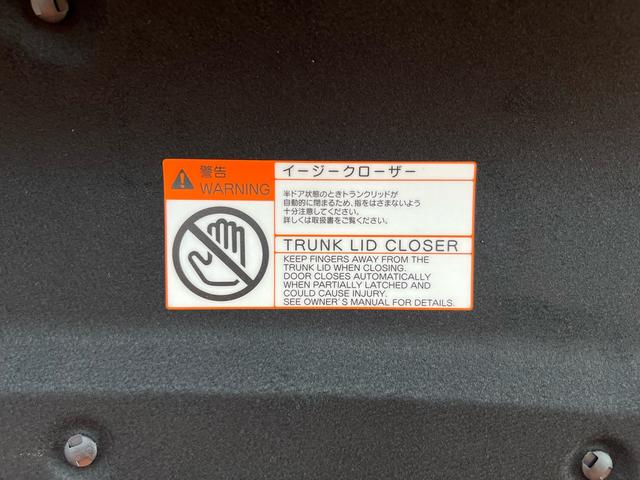 警告
WARNING
イージークローザー
半ドア状態のときトランクリッドが
自動的に閉まるため、指をはさまないよう
十分注意してください。
詳しくは取扱書をご覧ください。
TRUNK LID CLOSER
KEEP FINGERS AWAY FROM THE
TRUNK LID WHEN CLOSING.
DOOR CLOSES AUTOMATICALLY
WHEN PARTIALLY LATCHED AND
COULD CAUSE INJURY.
SEE OWNER'S MANUAL FOR DETAILS.